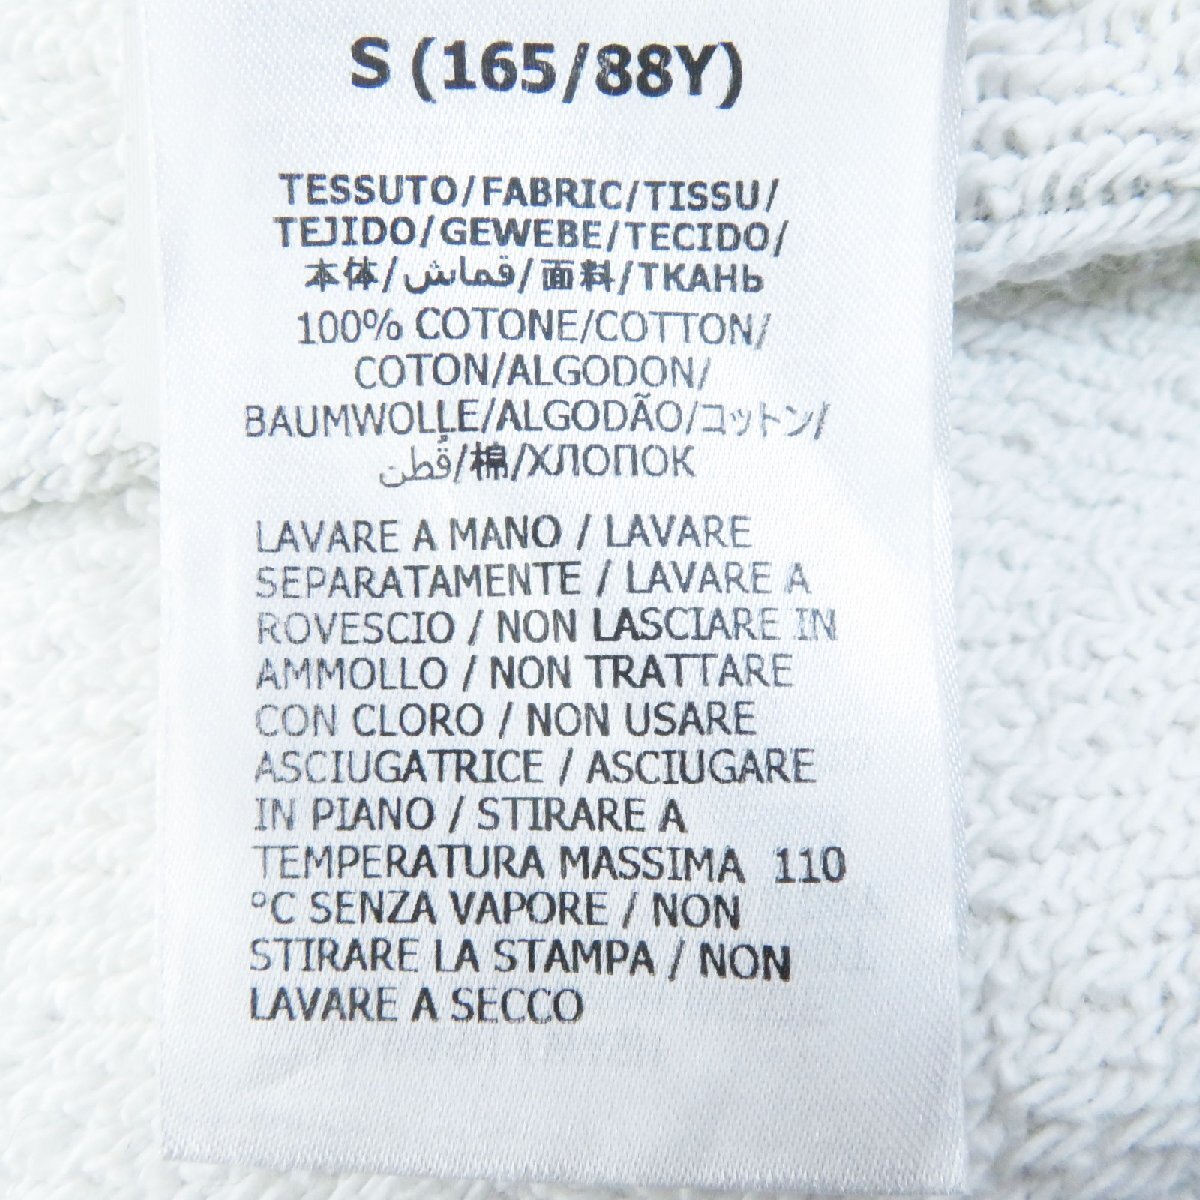 S (165/88Y)
TESSUTO/FABRIC/TISSU/
TEJIDO/GEWEBE/TECIDO/
本体/قماش/面料/ТКАНЬ
100% COTONE/COTTON/
COTON/ALGODON/
BAUMWOLLE/ALGODÃO/コットン/
قُطن/棉/ХЛОПОК
LAVARE A MANO / LAVARE
SEPARATAMENTE / LAVARE A
ROVESCIO / NON LASCIARE IN
AMMOLLO / NON TRATTARE
CON CLORO / NON USARE
ASCIUGATRICE / ASCIUGARE
IN PIANO / STIRARE A
TEMPERATURA MASSIMA 110
°C SENZA VAPORE / NON
STIRARE LA STAMPA / NON
LAVARE A SECCO